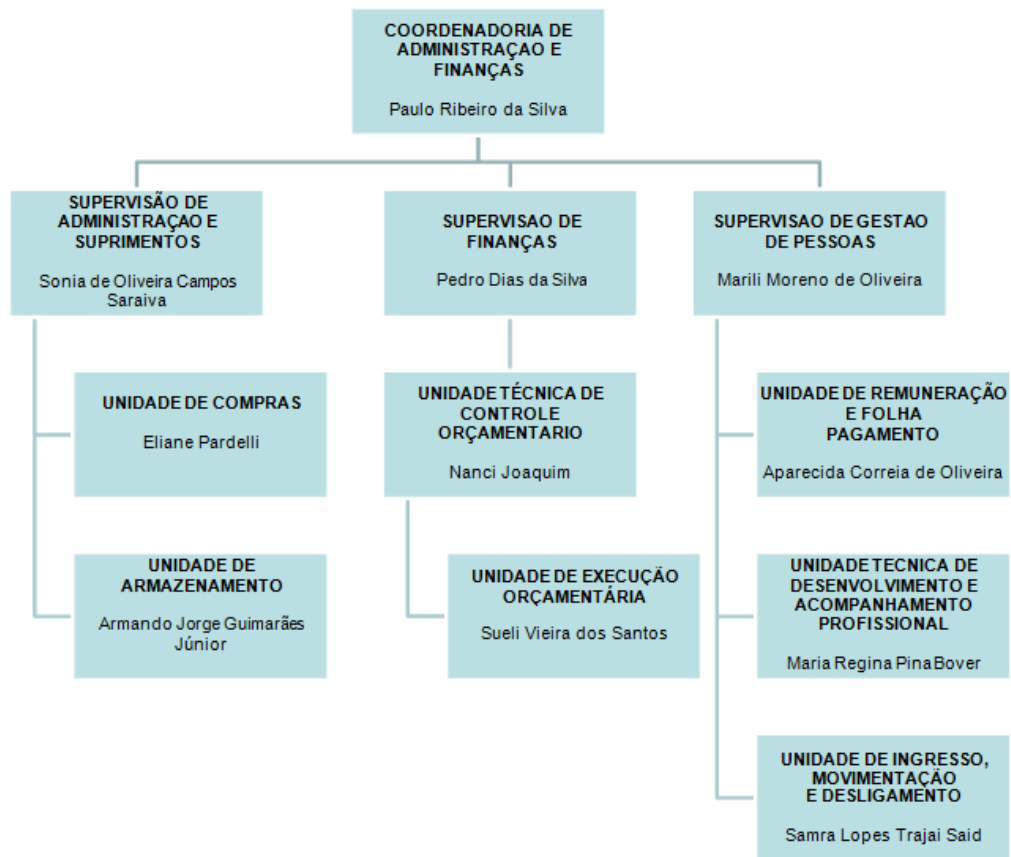 COORDENADORIA DE
ADMINISTRAÇAO E
FINANÇAS
Paulo Ribeiro da Silva
SUPERVISÃO DE
ADMINISTRAÇAO E
SUPRIMENTOS
Sonia de Oliveira Campos
Saraiva
SUPERVISAO DE
FINANÇAS
Pedro Dias da Silva
SUPERVISAO DE GESTAO
DE PESSOAS
Marili Moreno de Oliveira
UNIDADE DE COMPRAS
Eliane Pardelli
UNIDADE TÉCNICA DE
CONTROLE
ORÇAMENTARIO
Nanci Joaquim
UNIDADE DE REMUNERAÇÃO
E FOLHA
PAGAMENTO
Aparecida Correia de Oliveira
UNIDADE DE
ARMAZENAMENTO
Armando Jorge Guimarães
Júnior
UNIDADE DE EXECUÇÃO
ORÇAMENTÁRIA
Sueli Vieira dos Santos
UNIDADE TECNICA DE
DESENVOLVIMENTO E
ACOMPANHAMENTO
PROFISSIONAL
Maria Regina Pina Bover
UNIDADE DE INGRESSO,
MOVIMENTAÇÃO
E DESLIGAMENTO
Samra Lopes Trajai Said